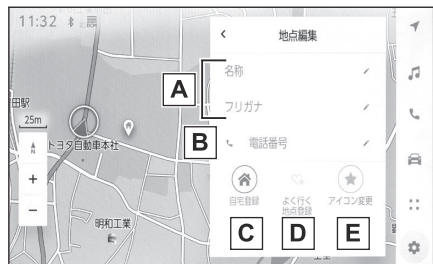 11:32
地点編集
名称
A
フリガナ
B
電話番号
田駅
25m
トヨタ自動車本社
N
+
−
自宅登録
よく行く
地点登録
アイコン変更
C
D
E
明和工業